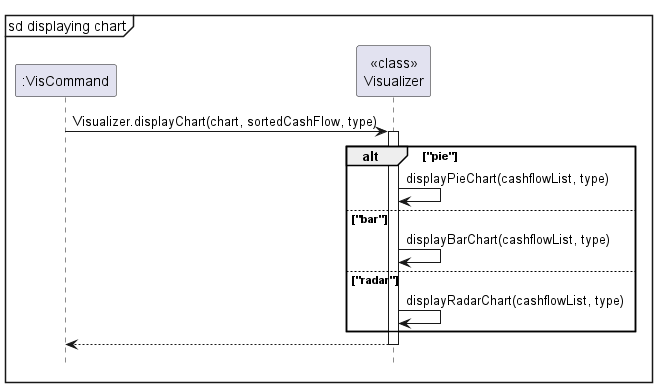 sd displaying chart
«class»
:VisCommand
Visualizer
Visualizer.displayChart(chart, sortedCashFlow, type)
alt
["pie"]
displayPieChart(cashflowList, type)
["bar"]
displayBarChart(cashflowList, type)
["radar"]
displayRadarChart(cashflowList, type)